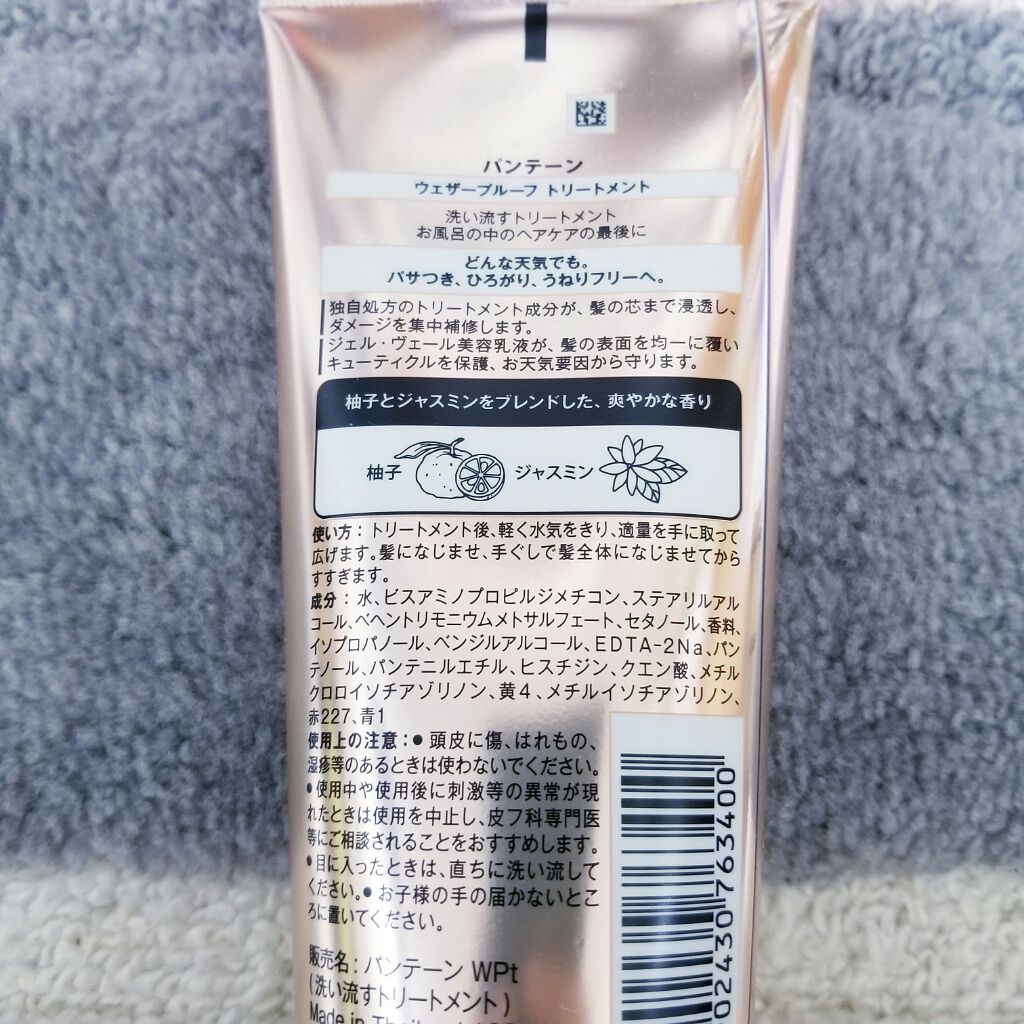 パンテーン
ウェザープルーフ トリートメント
洗い流すトリートメント
お風呂の中のヘアケアの最後に
どんな天気でも。
パサつき、ひろがり、うねりフリーへ。
独自処方のトリートメント成分が、髪の芯まで浸透し、
ダメージを集中補修します。
ジェル・ヴェール美容乳液が、髪の表面を均一に覆い
キューティクルを保護、お天気要因から守ります。
柚子とジャスミンをブレンドした、爽やかな香り
柚子 ジャスミン
使い方：トリートメント後、軽く水気をきり、適量を手に取って
広げます。髪になじませ、手ぐしで髪全体になじませてから
すすぎます。
成分：水、ビスアミノプロピルジメチコン、ステアリルアル
コール、ベヘントリモニウムメトサルフェート、セタノール、香料、
イソプロパノール、ベンジルアルコール、EDTA-2Na、パン
テノール、パンテニルエチル、ヒスチジン、クエン酸、メチル
クロロイソチアゾリノン、黄4、メチルイソチアゾリノン、
赤227、青1
使用上の注意：●頭皮に傷、はれもの、
湿疹等のあるときは使わないでください。
●使用中や使用後に刺激等の異常が現
れたときは使用を中止し、皮フ科専門医
等にご相談されることをおすすめします。
●目に入ったときは、直ちに洗い流して
ください。●お子様の手の届かないとこ
ろに置いてください。
販売名：パンテーン WPt
（洗い流すトリートメント）
Made in
02430 763400